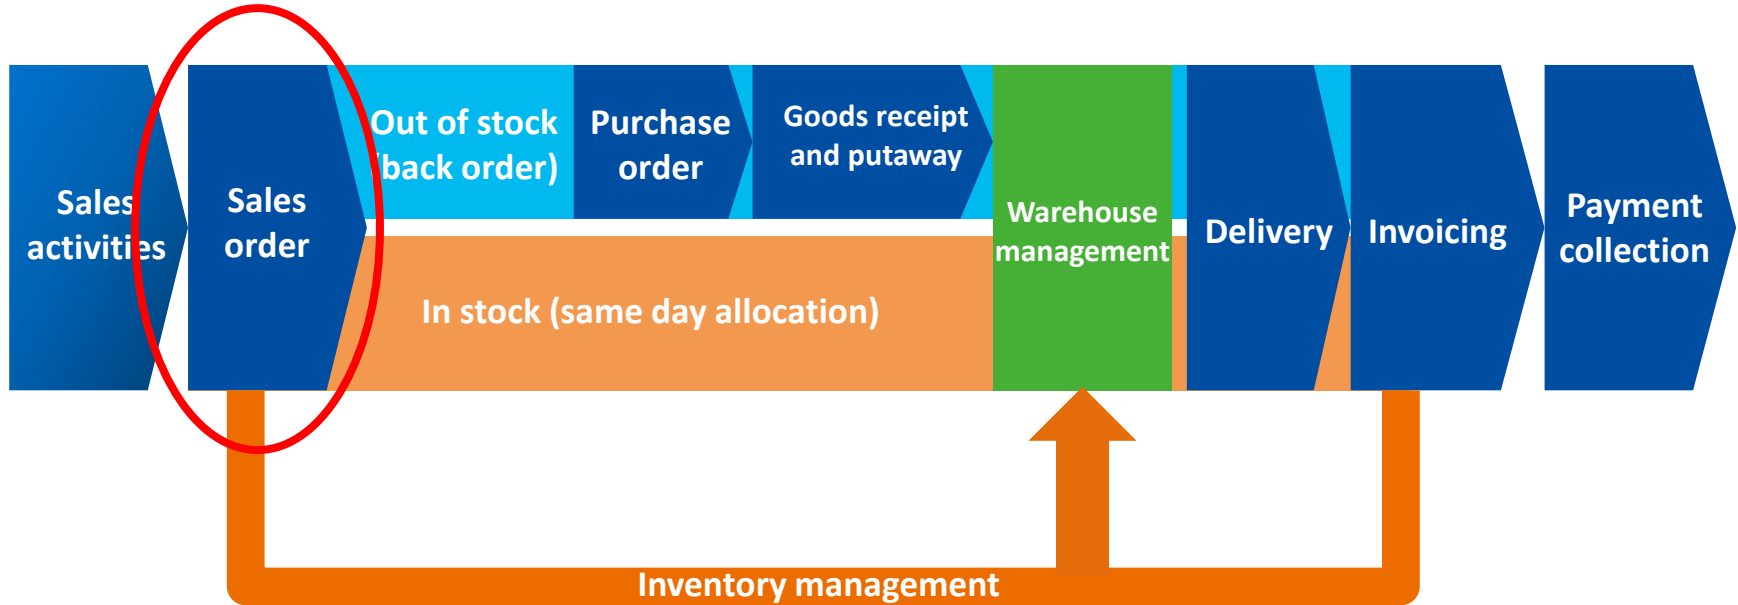 Sales
activities
Sales
order
Out of stock
(back order)
Purchase
order
Goods receipt
and putaway
In stock (same day allocation)
Warehouse
management
Delivery
Invoicing
Payment
collection
Inventory management